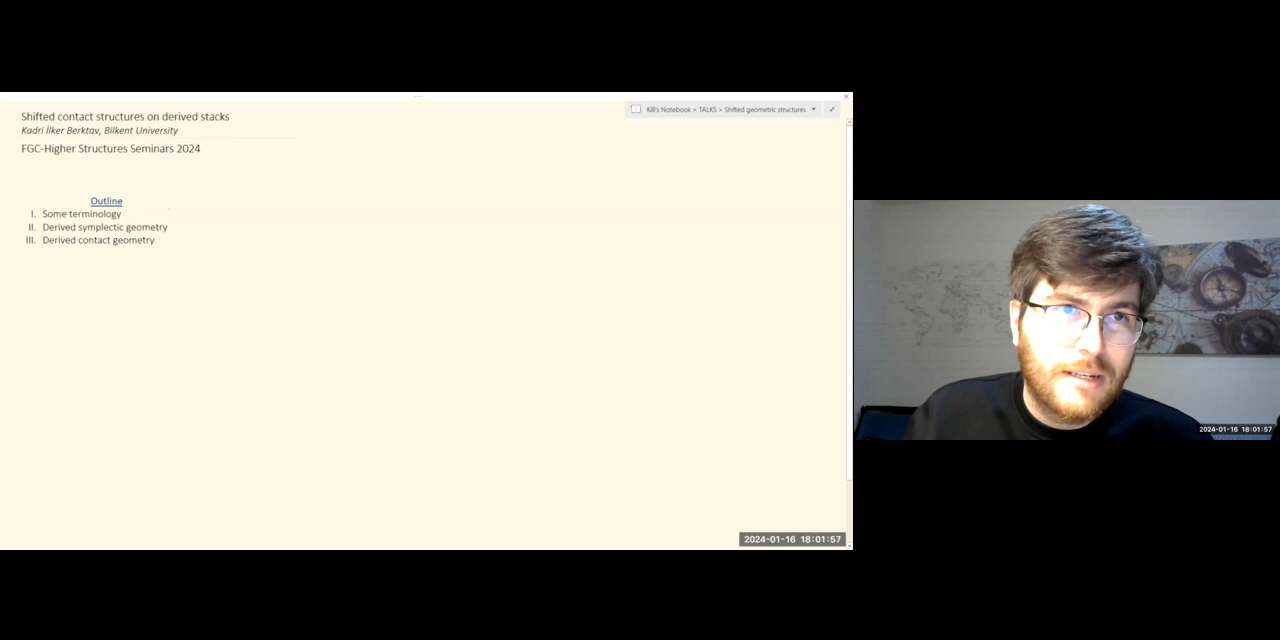 ...
KiB's Notebook > TALKS > Shifted geometric structures
Shifted contact structures on derived stacks
Kadri İlker Berktav, Bilkent University
FGC-Higher Structures Seminars 2024
Outline
I. Some terminology
II. Derived symplectic geometry
III. Derived contact geometry
2024-01-16 18:01:57
2024-01-16 18:01:57